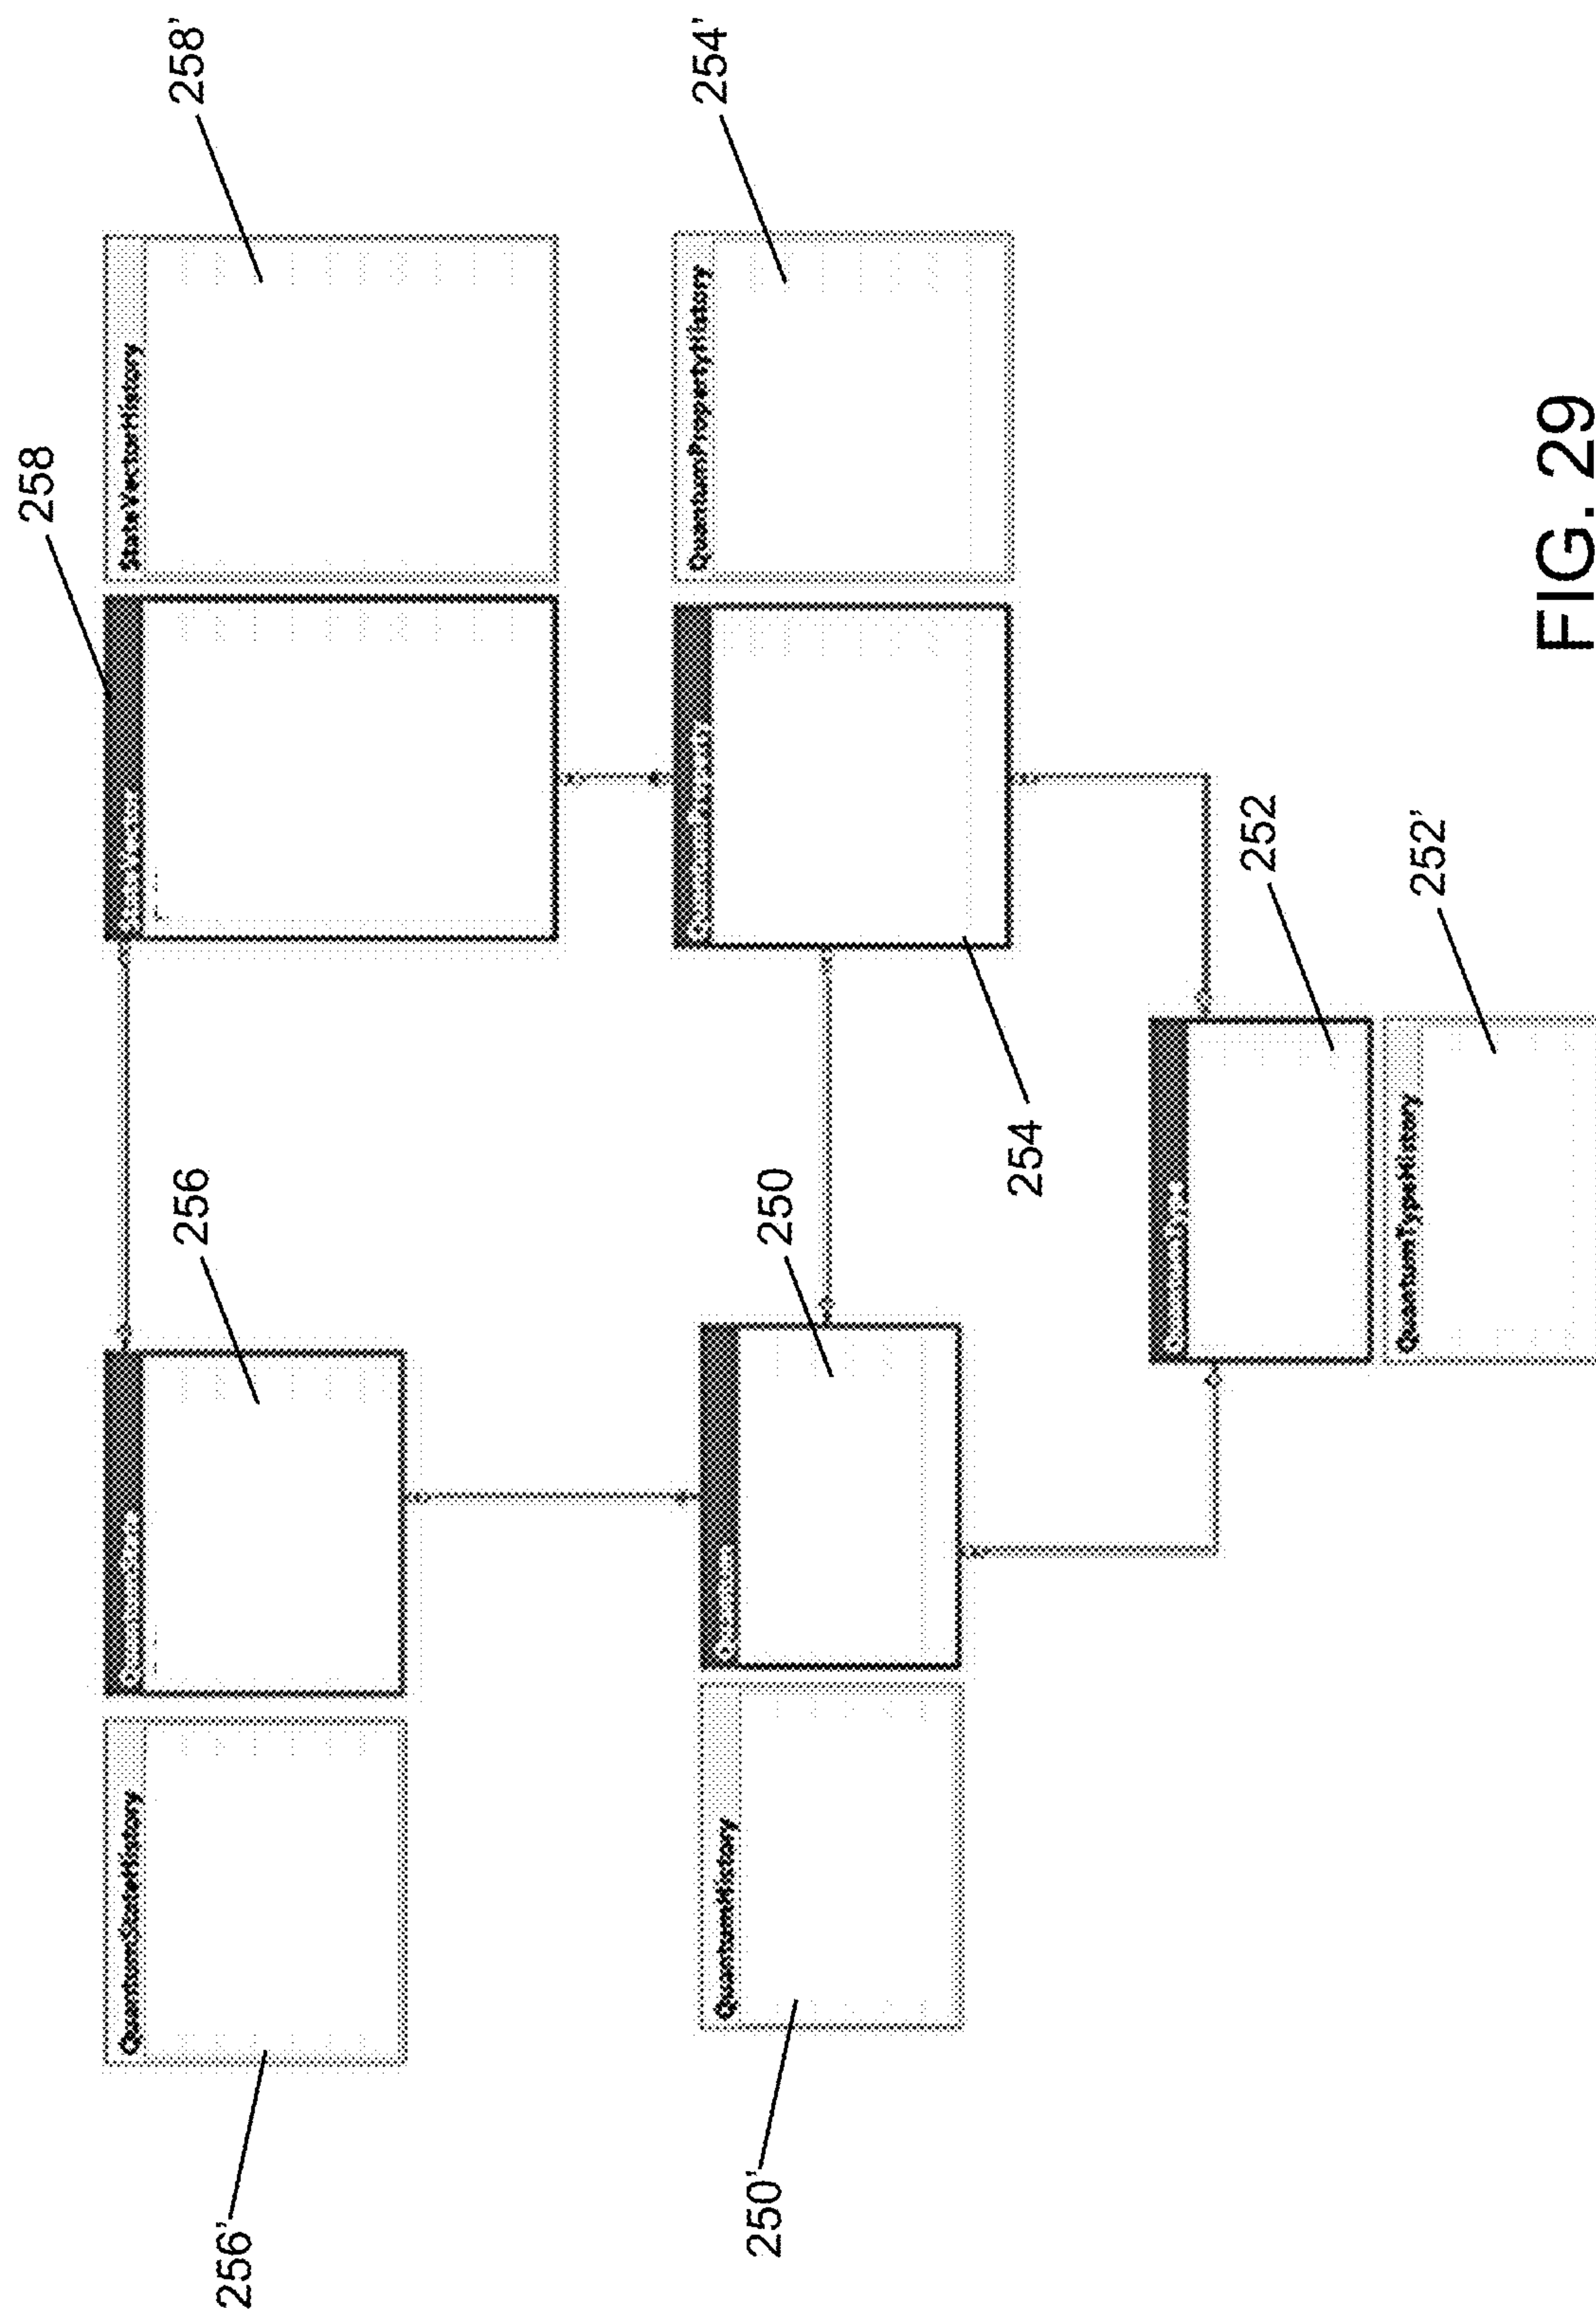 258
QuantumStateHistory
StateVectorHistory
256
258'
256'
QuantumPropertyHistory
254'
QuantumHistory
250'
250
254
252
QuantumTypeHistory
252'
FIG. 29